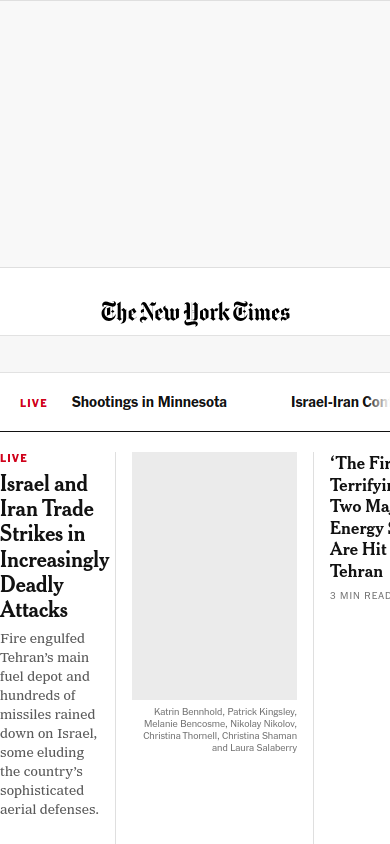 The New York Times
LIVE
Shootings in Minnesota
Israel-Iran Con
LIVE
Israel and
Iran Trade
Strikes in
Increasingly
Deadly
Attacks
Fire engulfed
Tehran’s main
fuel depot and
hundreds of
missiles rained
down on Israel,
some eluding
the country’s
sophisticated
aerial defenses.
Katrin Bennhold, Patrick Kingsley,
Melanie Bencosme, Nikolay Nikolov,
Christina Thornell, Christina Shaman
and Laura Salaberry
‘The Fir
Terrifyi
Two Ma
Energy S
Are Hit
Tehran
3 MIN READ